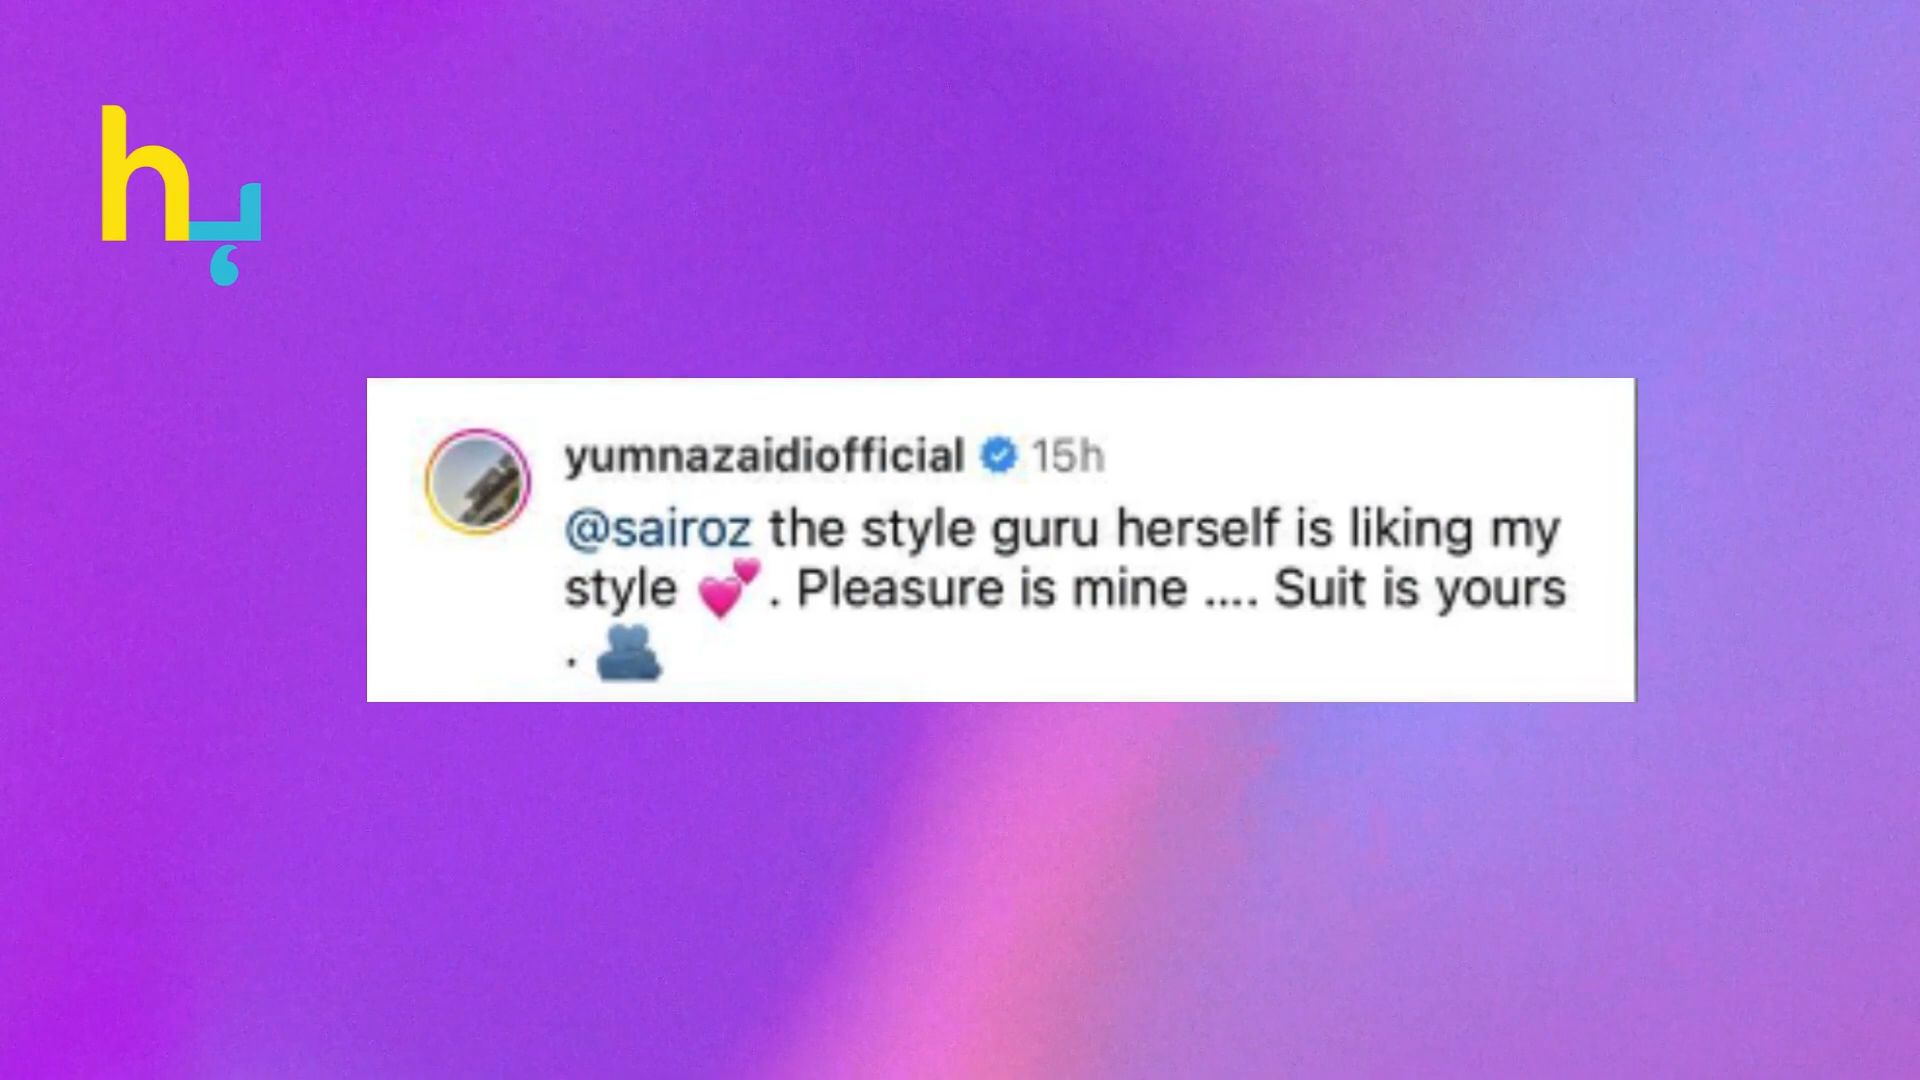 h
yumnazaidiofficial 15h
@sairoz the style guru herself is liking my
style 💕. Pleasure is mine .... Suit is yours
. 🫂